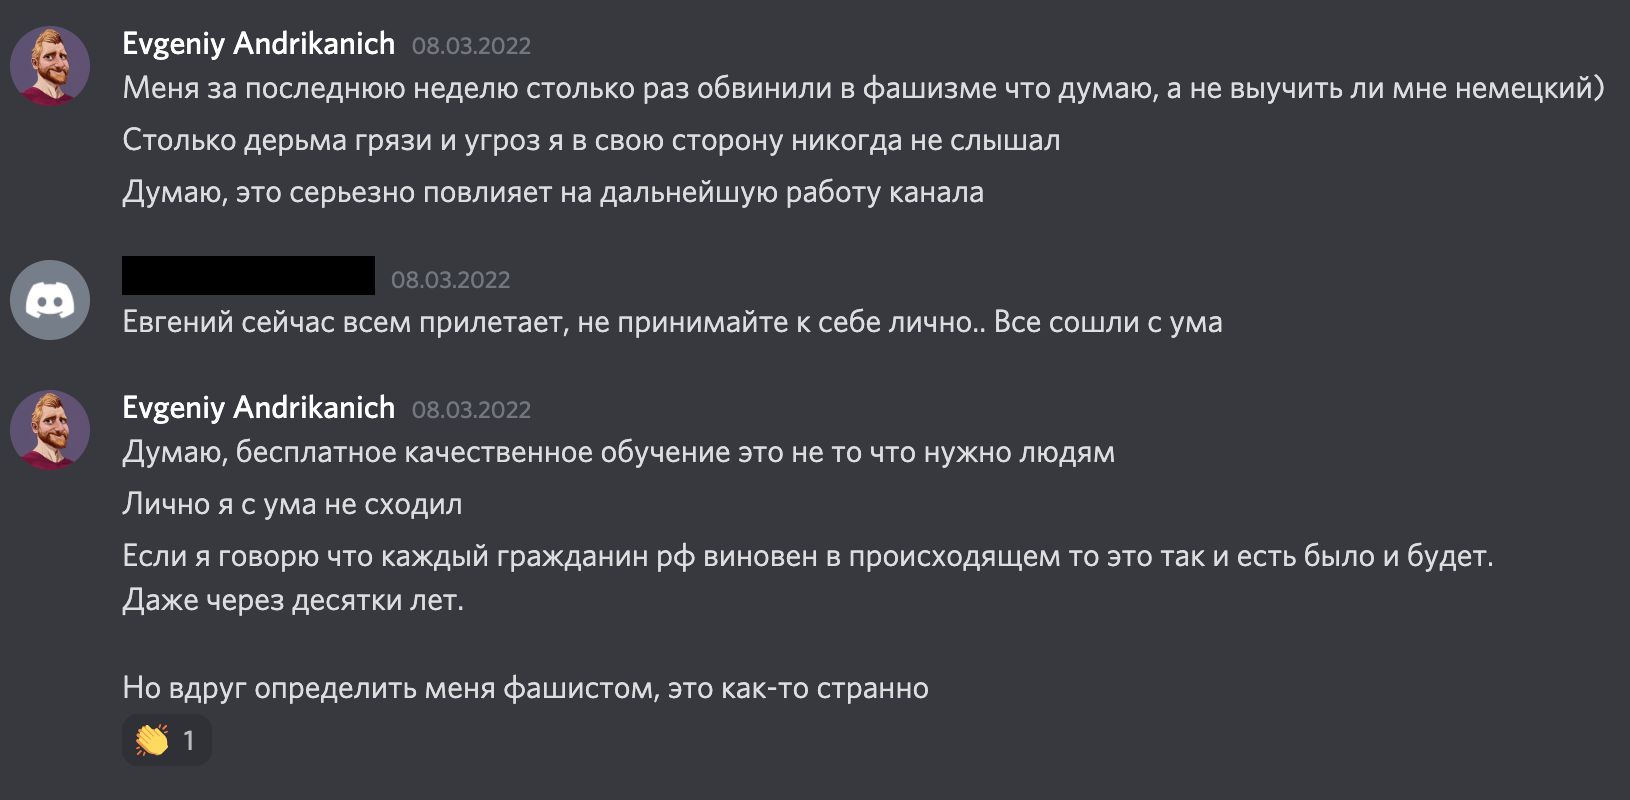 Evgeniy Andrikanich 08.03.2022
Меня за последнюю неделю столько раз обвинили в фашизме что думаю, а не выучить ли мне немецкий)
Столько дерьма грязи и угроз я в свою сторону никогда не слышал
Думаю, это серьезно повлияет на дальнейшую работу канала
08.03.2022
Евгений сейчас всем прилетает, не принимайте к себе лично.. Все сошли с ума
Evgeniy Andrikanich 08.03.2022
Думаю, бесплатное качественное обучение это не то что нужно людям
Лично я с ума не сходил
Если я говорю что каждый гражданин рф виновен в происходящем то это так и есть было и будет.
Даже через десятки лет.
Но вдруг определить меня фашистом, это как-то странно
👏 1